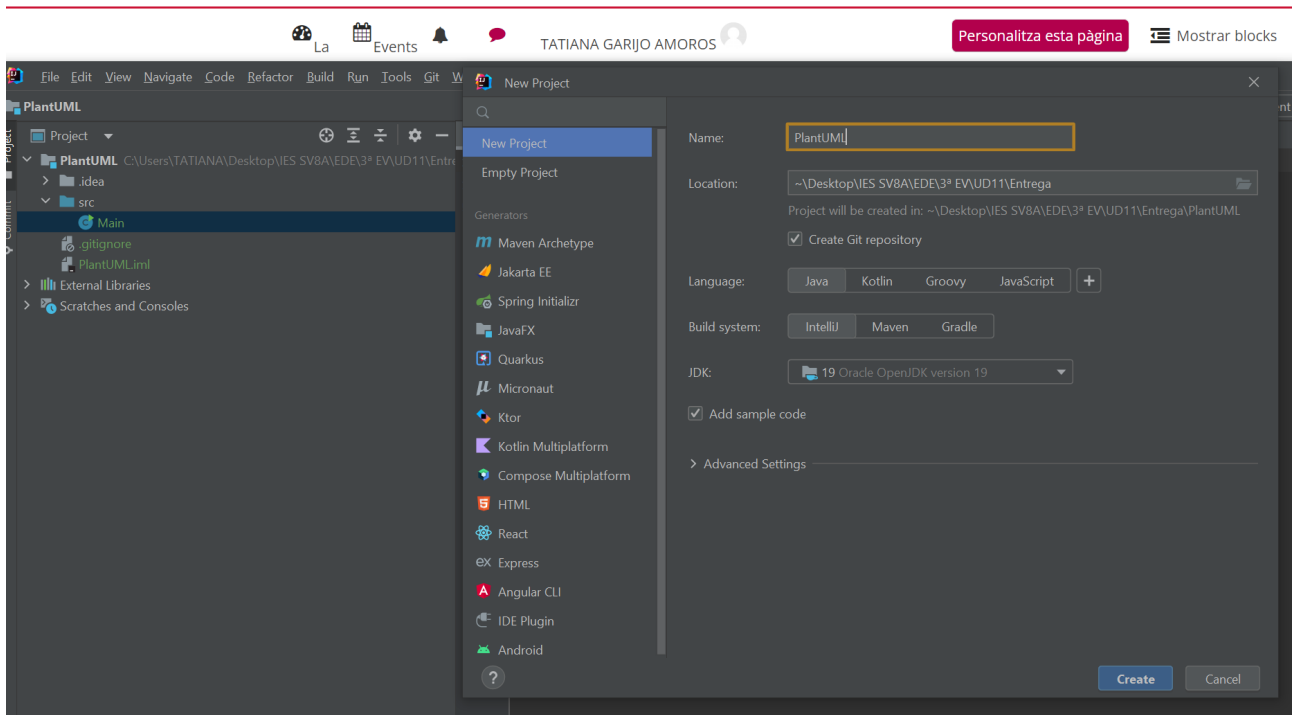 La
Events
TATIANA GARIJO AMOROS
Personalitza esta pàgina
Mostrar blocks
File Edit View Navigate Code Refactor Build Run Tools Git W
PlantUML
Project
Project
PlantUML C:\Users\TATIANA\Desktop\IES SV8A\EDE\3ª EV\UD11\Entre
.idea
src
Main
.gitignore
PlantUML.iml
External Libraries
Scratches and Consoles
Commit
New Project
New Project
Empty Project
Generators
Maven Archetype
Jakarta EE
Spring Initializr
JavaFX
Quarkus
Micronaut
Ktor
Kotlin Multiplatform
Compose Multiplatform
HTML
React
ex Express
Angular CLI
IDE Plugin
Android
?
Name: PlantUML
Location: ~\Desktop\IES SV8A\EDE\3ª EV\UD11\Entrega
Project will be created in: ~\Desktop\IES SV8A\EDE\3ª EV\UD11\Entrega\PlantUML
Create Git repository
Language: Java Kotlin Groovy JavaScript +
Build system: IntelliJ Maven Gradle
JDK: 19 Oracle OpenJDK version 19
Add sample code
Advanced Settings
Create Cancel